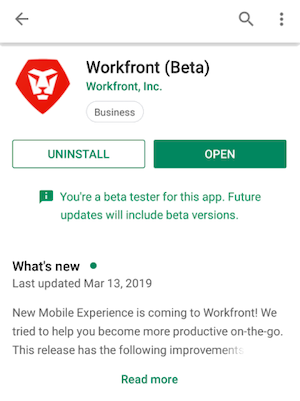 Workfront (Beta)
Workfront, Inc.
Business
UNINSTALL
OPEN
You're a beta tester for this app. Future
updates will include beta versions.
What's new
Last updated Mar 13, 2019
New Mobile Experience is coming to Workfront! We
tried to help you become more productive on-the-go.
This release has the following improvements
Read more